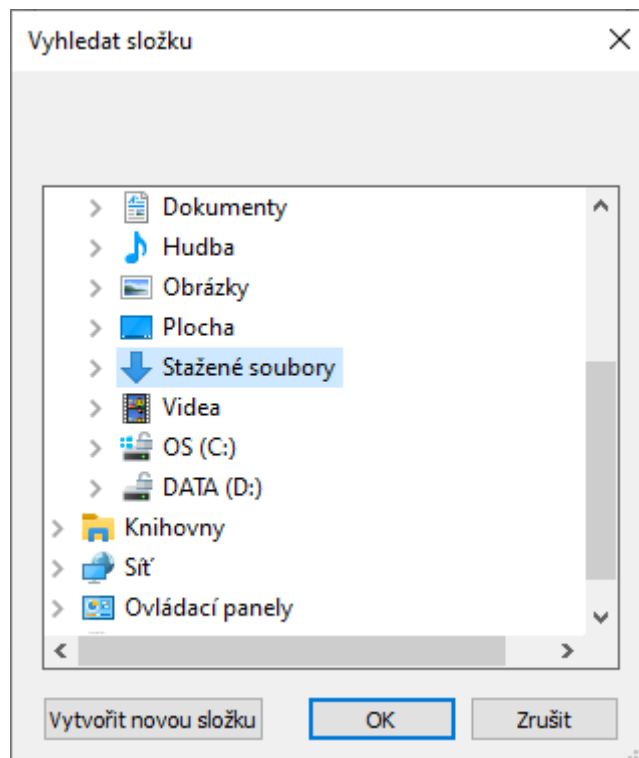 Vyhledat složku
Dokumenty
Hudba
Obrázky
Plocha
Stažené soubory
Videa
OS (C:)
DATA (D:)
Knihovny
Síť
Ovládací panely
Vytvořit novou složku
OK
Zrušit